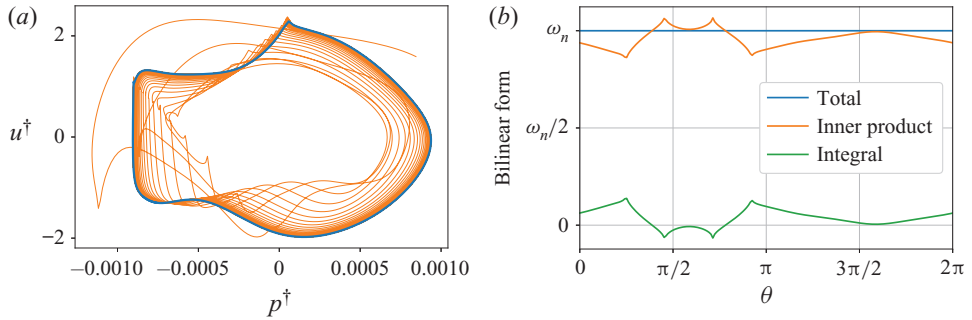 (a)
2
0
−2
u†
−0.0010 −0.0005 0 0.0005 0.0010
p†
(b)
ωn
ωn/2
0
Bilinear form
Total
Inner product
Integral
0 π/2 π 3π/2 2π
θ